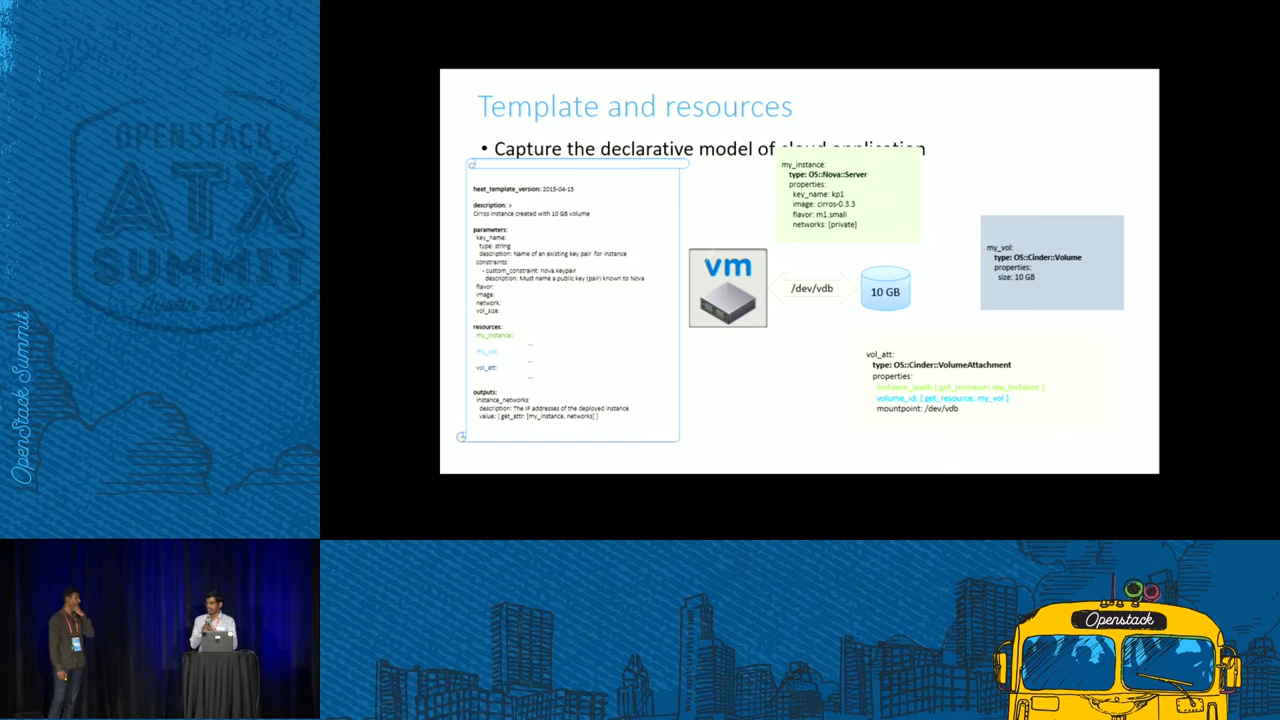 OPENSTACK
OpenStack Summit
Template and resources
• Capture the declarative model of cloud application
heat_template_version: 2015-04-15
description: >
Cirros instance created with 10 GB volume
parameters:
key_name:
type: string
description: Name of an existing key pair for instance
constraints:
- custom_constraint: nova.keypair
description: Must name a public key (pair) known to Nova
flavor:
image:
network:
vol_size:
resources:
my_instance:
...
my_vol:
...
vol_att:
...
outputs:
instance_networks:
description: The IP addresses of the deployed instance
value: { get_attr: [my_instance, networks] }
my_instance:
type: OS::Nova::Server
properties:
key_name: kp1
image: cirros-0.3.3
flavor: m1.small
networks: [private]
vm
/dev/vdb
10 GB
my_vol:
type: OS::Cinder::Volume
properties:
size: 10 GB
vol_att:
type: OS::Cinder::VolumeAttachment
properties:
instance_uuid: { get_resource: my_instance }
volume_id: { get_resource: my_vol }
mountpoint: /dev/vdb
Openstack